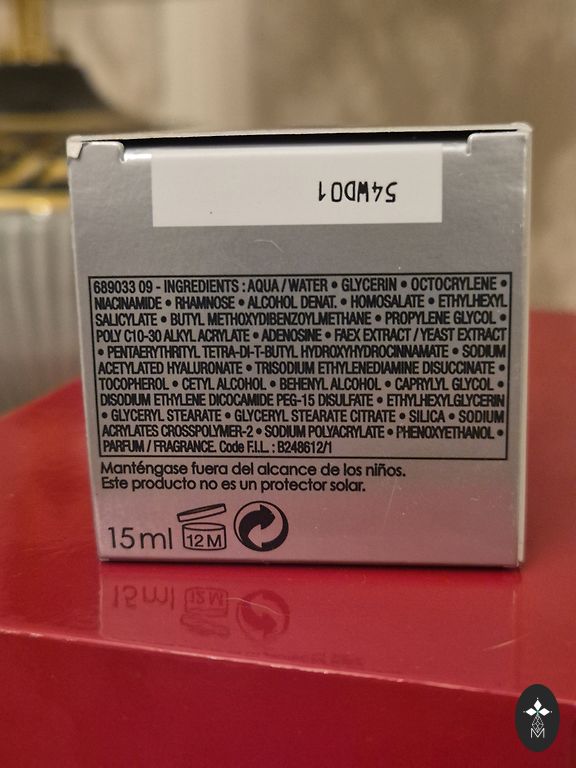 54WD01
689033 09 - INGREDIENTS : AQUA / WATER • GLYCERIN • OCTOCRYLENE •
NIACINAMIDE • RHAMNOSE • ALCOHOL DENAT. • HOMOSALATE • ETHYLHEXYL
SALICYLATE • BUTYL METHOXYDIBENZOYLMETHANE • PROPYLENE GLYCOL •
POLY C10-30 ALKYL ACRYLATE • ADENOSINE • FAEX EXTRACT / YEAST EXTRACT
• PENTAERYTHRITYL TETRA-DI-T-BUTYL HYDROXYHYDROCINNAMATE • SODIUM
ACETYLATED HYALURONATE • TRISODIUM ETHYLENEDIAMINE DISUCCINATE •
TOCOPHEROL • CETYL ALCOHOL • BEHENYL ALCOHOL • CAPRYLYL GLYCOL •
DISODIUM ETHYLENE DICOCAMIDE PEG-15 DISULFATE • ETHYLHEXYLGLYCERIN
• GLYCERYL STEARATE • GLYCERYL STEARATE CITRATE • SILICA • SODIUM
ACRYLATES CROSSPOLYMER-2 • SODIUM POLYACRYLATE • PHENOXYETHANOL •
PARFUM / FRAGRANCE. Code F.I.L. : B248612/1
Manténgase fuera del alcance de los niños.
Este producto no es un protector solar.
15ml 12M
M